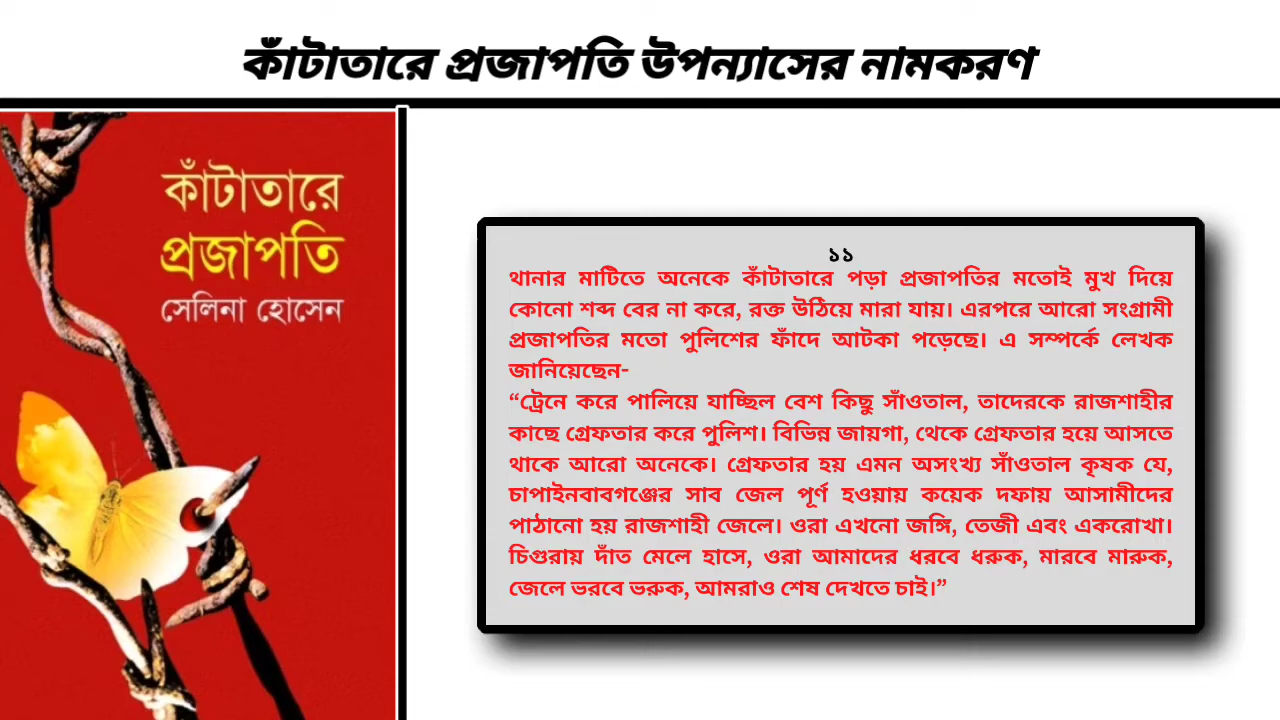 কাঁটাতারে প্রজাপতি উপন্যাসের নামকরণ
কাঁটাতারে
প্রজাপতি
সেলিনা হোসেন
১১
থানার মাটিতে অনেকে কাঁটাতারে পড়া প্রজাপতির মতোই মুখ দিয়ে
কোনো শব্দ বের না করে, রক্ত উঠিয়ে মারা যায়। এরপরে আরো সংগ্রামী
প্রজাপতির মতো পুলিশের ফাঁদে আটকা পড়েছে। এ সম্পর্কে লেখক
জানিয়েছেন-
“ট্রেনে করে পালিয়ে যাচ্ছিল বেশ কিছু সাঁওতাল, তাদেরকে রাজশাহীর
কাছে গ্রেফতার করে পুলিশ। বিভিন্ন জায়গা, থেকে গ্রেফতার হয়ে আসতে
থাকে আরো অনেকে। গ্রেফতার হয় এমন অসংখ্য সাঁওতাল কৃষক যে,
চাপাইনবাবগঞ্জের সাব জেল পূর্ণ হওয়ায় কয়েক দফায় আসামীদের
পাঠানো হয় রাজশাহী জেলে। ওরা এখনো জঙ্গি, তেজী এবং একরোখা।
চিগুরায় দাঁত মেলে হাসে, ওরা আমাদের ধরবে ধরুক, মারবে মারুক,
জেলে ভরবে ভরুক, আমরাও শেষ দেখতে চাই।”